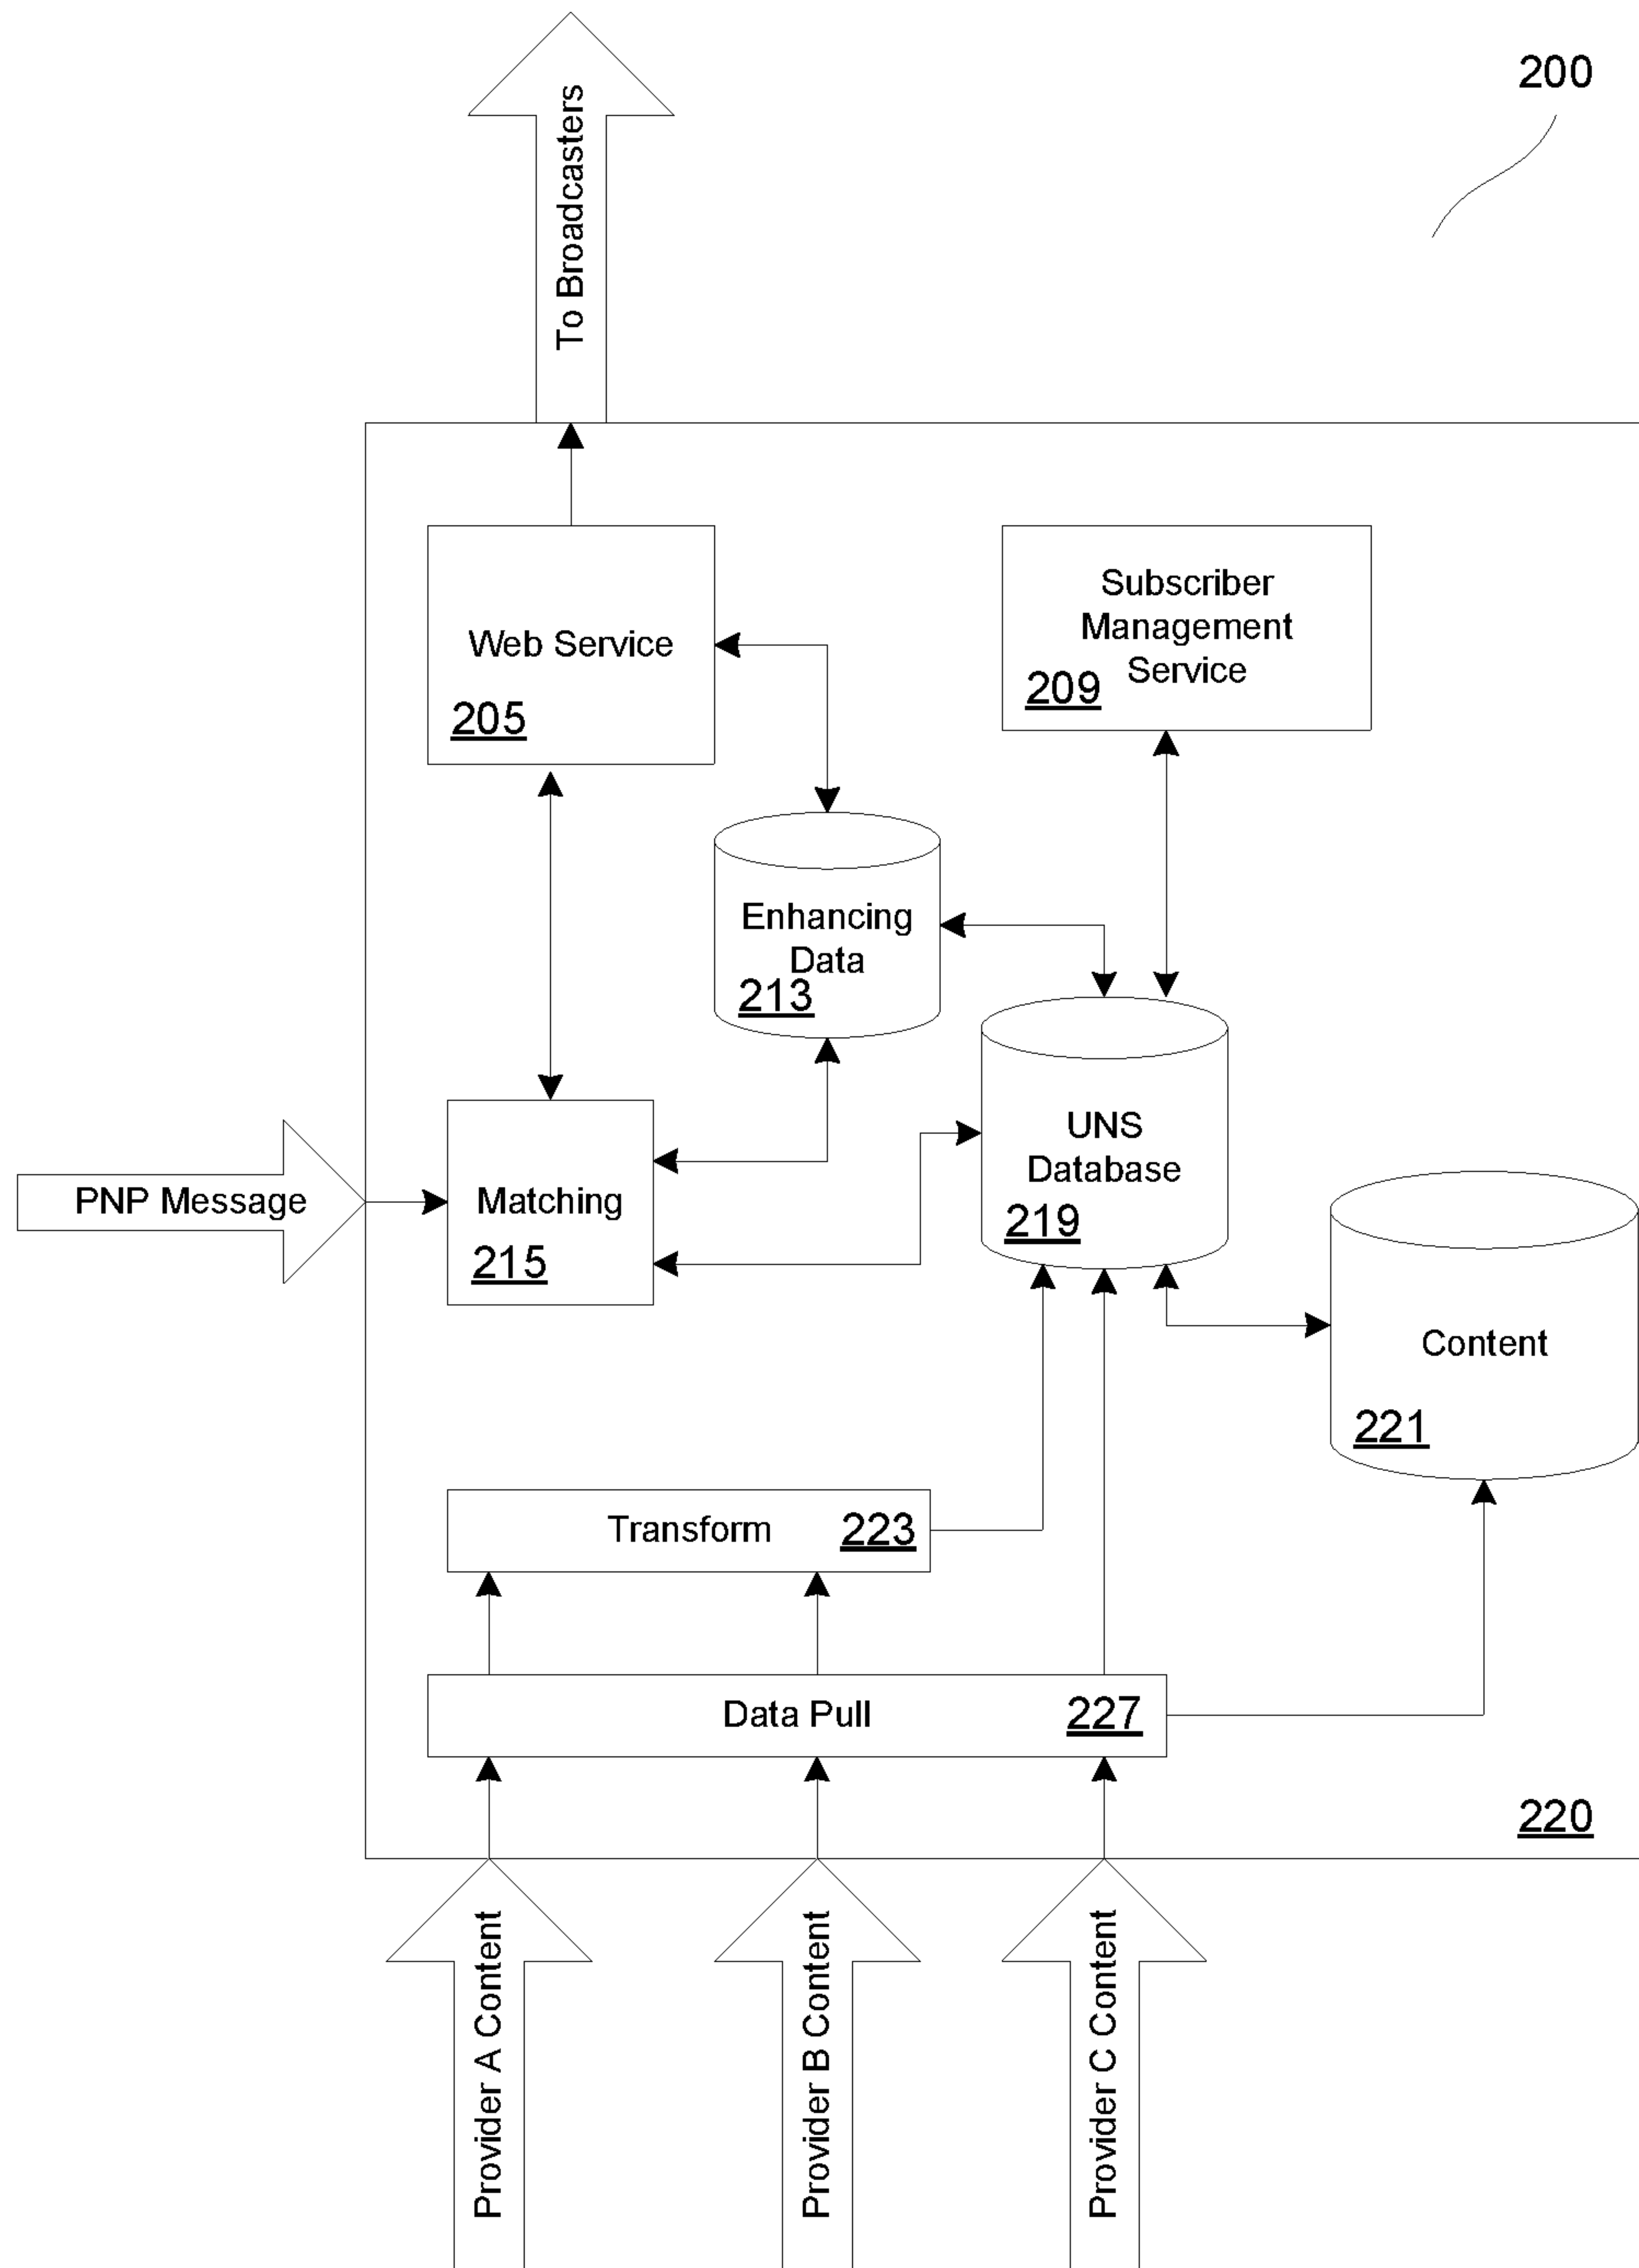 200
To Broadcasters
Web Service
205
Subscriber
Management
Service
209
Enhancing
Data
213
PNP Message
Matching
215
UNS
Database
219
Content
221
Transform
223
Data Pull
227
220
Provider A Content
Provider B Content
Provider C Content